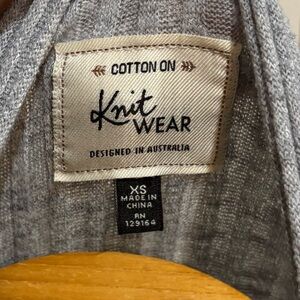 COTTON ON
Knit
WEAR
DESIGNED IN AUSTRALIA
XS
MADE IN
CHINA
RN
129164